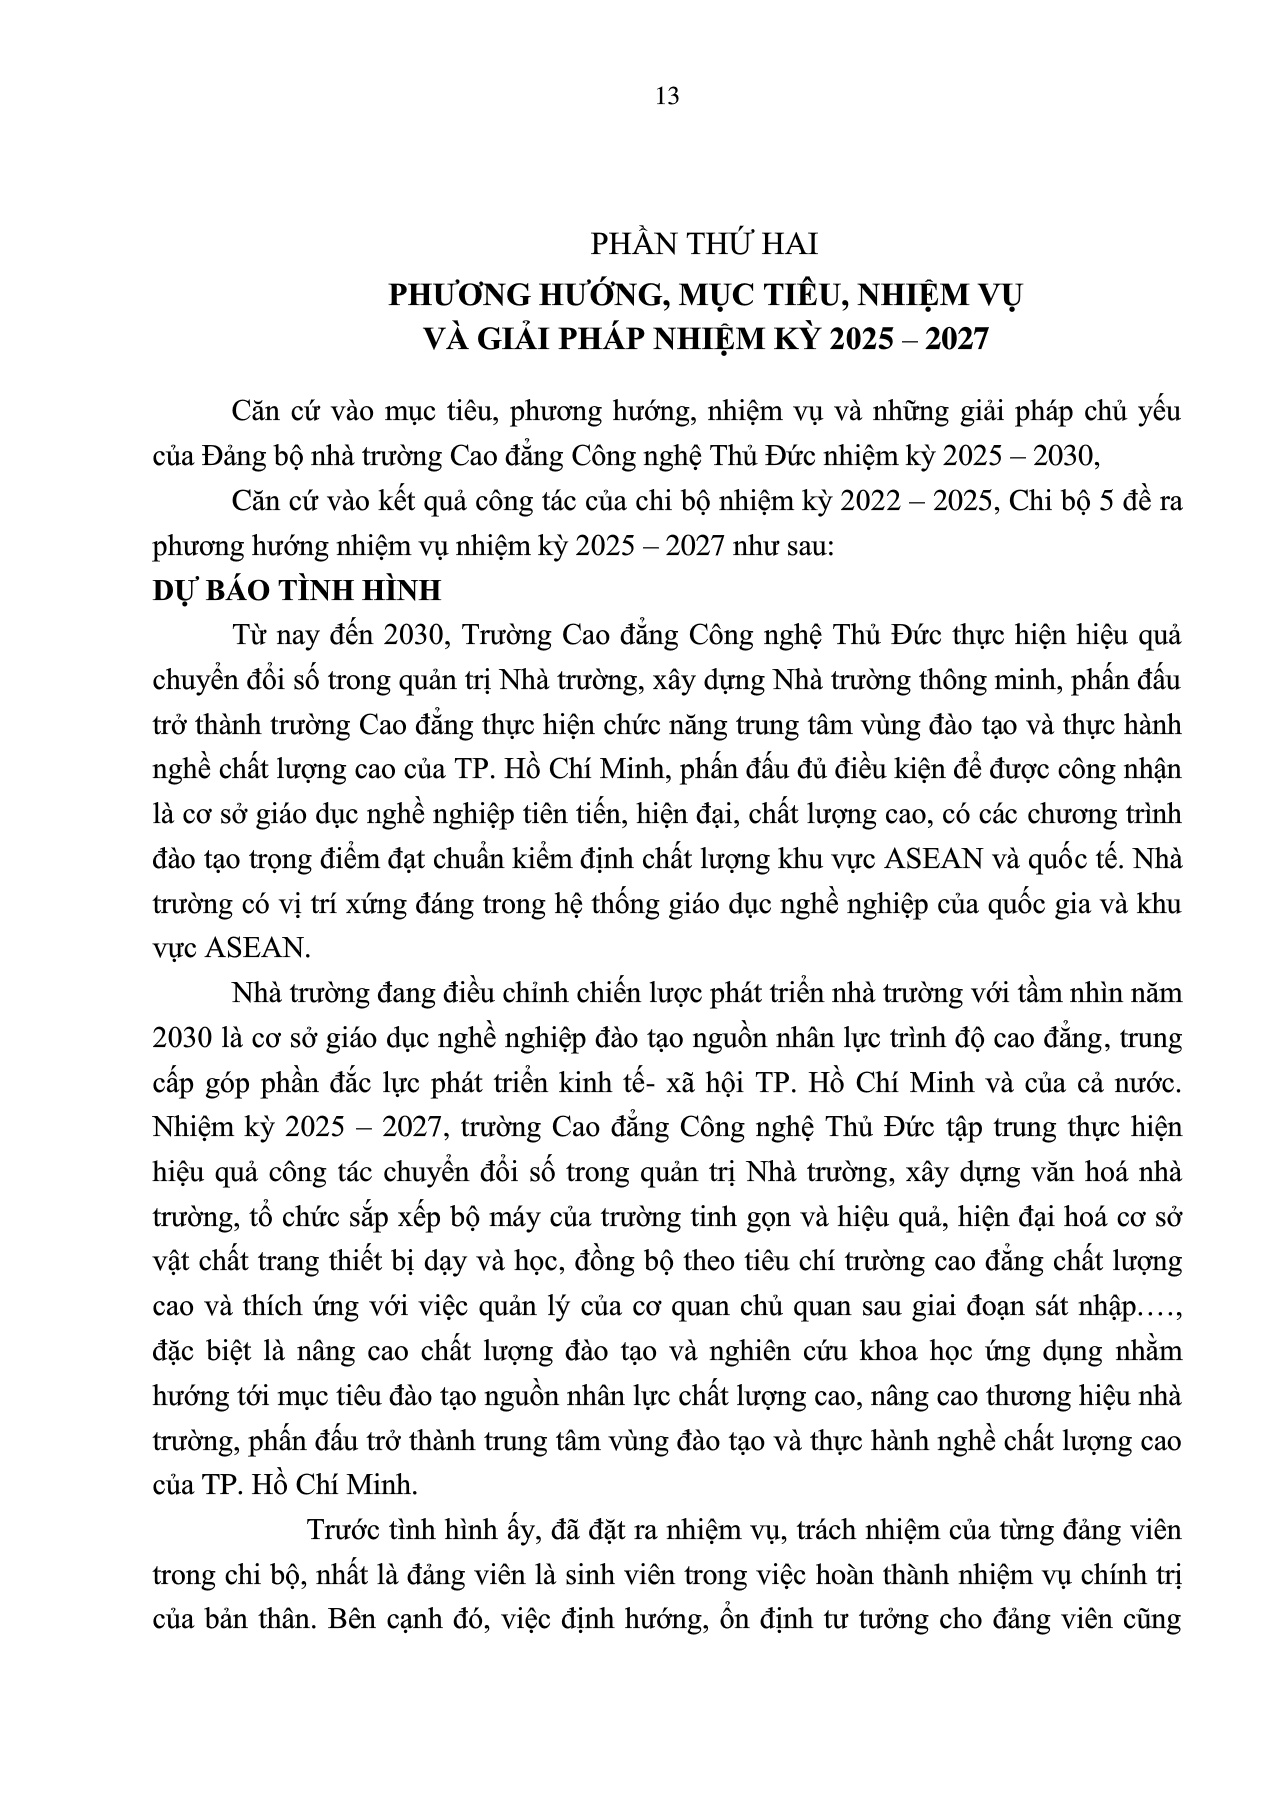 13
PHẦN THỨ HAI
PHƯƠNG HƯỚNG, MỤC TIÊU, NHIỆM VỤ
VÀ GIẢI PHÁP NHIỆM KỲ 2025 – 2027
Căn cứ vào mục tiêu, phương hướng, nhiệm vụ và những giải pháp chủ yếu
của Đảng bộ nhà trường Cao đẳng Công nghệ Thủ Đức nhiệm kỳ 2025 – 2030,
Căn cứ vào kết quả công tác của chi bộ nhiệm kỳ 2022 – 2025, Chi bộ 5 đề ra
phương hướng nhiệm vụ nhiệm kỳ 2025 – 2027 như sau:
DỰ BÁO TÌNH HÌNH
Từ nay đến 2030, Trường Cao đẳng Công nghệ Thủ Đức thực hiện hiệu quả
chuyển đổi số trong quản trị Nhà trường, xây dựng Nhà trường thông minh, phấn đấu
trở thành trường Cao đẳng thực hiện chức năng trung tâm vùng đào tạo và thực hành
nghề chất lượng cao của TP. Hồ Chí Minh, phấn đấu đủ điều kiện để được công nhận
là cơ sở giáo dục nghề nghiệp tiên tiến, hiện đại, chất lượng cao, có các chương trình
đào tạo trọng điểm đạt chuẩn kiểm định chất lượng khu vực ASEAN và quốc tế. Nhà
trường có vị trí xứng đáng trong hệ thống giáo dục nghề nghiệp của quốc gia và khu
vực ASEAN.
Nhà trường đang điều chỉnh chiến lược phát triển nhà trường với tầm nhìn năm
2030 là cơ sở giáo dục nghề nghiệp đào tạo nguồn nhân lực trình độ cao đẳng, trung
cấp góp phần đắc lực phát triển kinh tế- xã hội TP. Hồ Chí Minh và của cả nước.
Nhiệm kỳ 2025 – 2027, trường Cao đẳng Công nghệ Thủ Đức tập trung thực hiện
hiệu quả công tác chuyển đổi số trong quản trị Nhà trường, xây dựng văn hoá nhà
trường, tổ chức sắp xếp bộ máy của trường tinh gọn và hiệu quả, hiện đại hoá cơ sở
vật chất trang thiết bị dạy và học, đồng bộ theo tiêu chí trường cao đẳng chất lượng
cao và thích ứng với việc quản lý của cơ quan chủ quan sau giai đoạn sát nhập….,
đặc biệt là nâng cao chất lượng đào tạo và nghiên cứu khoa học ứng dụng nhằm
hướng tới mục tiêu đào tạo nguồn nhân lực chất lượng cao, nâng cao thương hiệu nhà
trường, phấn đấu trở thành trung tâm vùng đào tạo và thực hành nghề chất lượng cao
của TP. Hồ Chí Minh.
Trước tình hình ấy, đã đặt ra nhiệm vụ, trách nhiệm của từng đảng viên
trong chi bộ, nhất là đảng viên là sinh viên trong việc hoàn thành nhiệm vụ chính trị
của bản thân. Bên cạnh đó, việc định hướng, ổn định tư tưởng cho đảng viên cũng